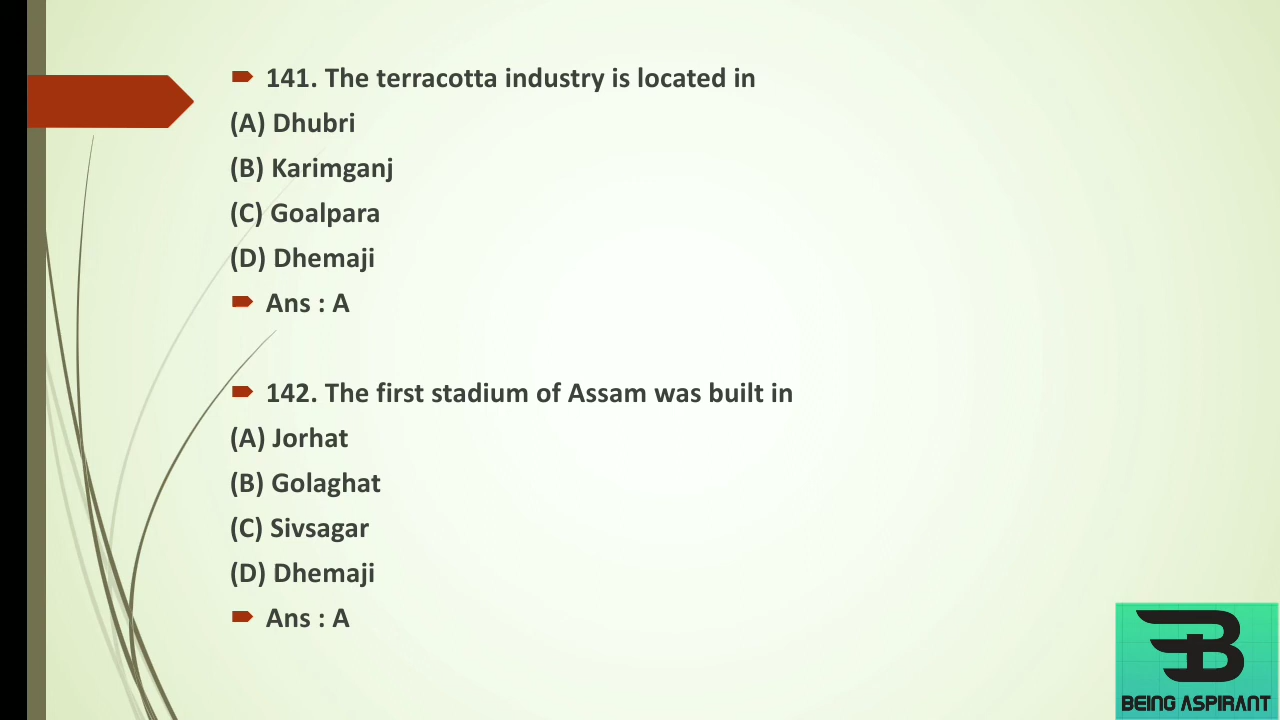 141. The terracotta industry is located in
(A) Dhubri
(B) Karimganj
(C) Goalpara
(D) Dhemaji
Ans : A
142. The first stadium of Assam was built in
(A) Jorhat
(B) Golaghat
(C) Sivsagar
(D) Dhemaji
Ans : A
BEING ASPIRANT